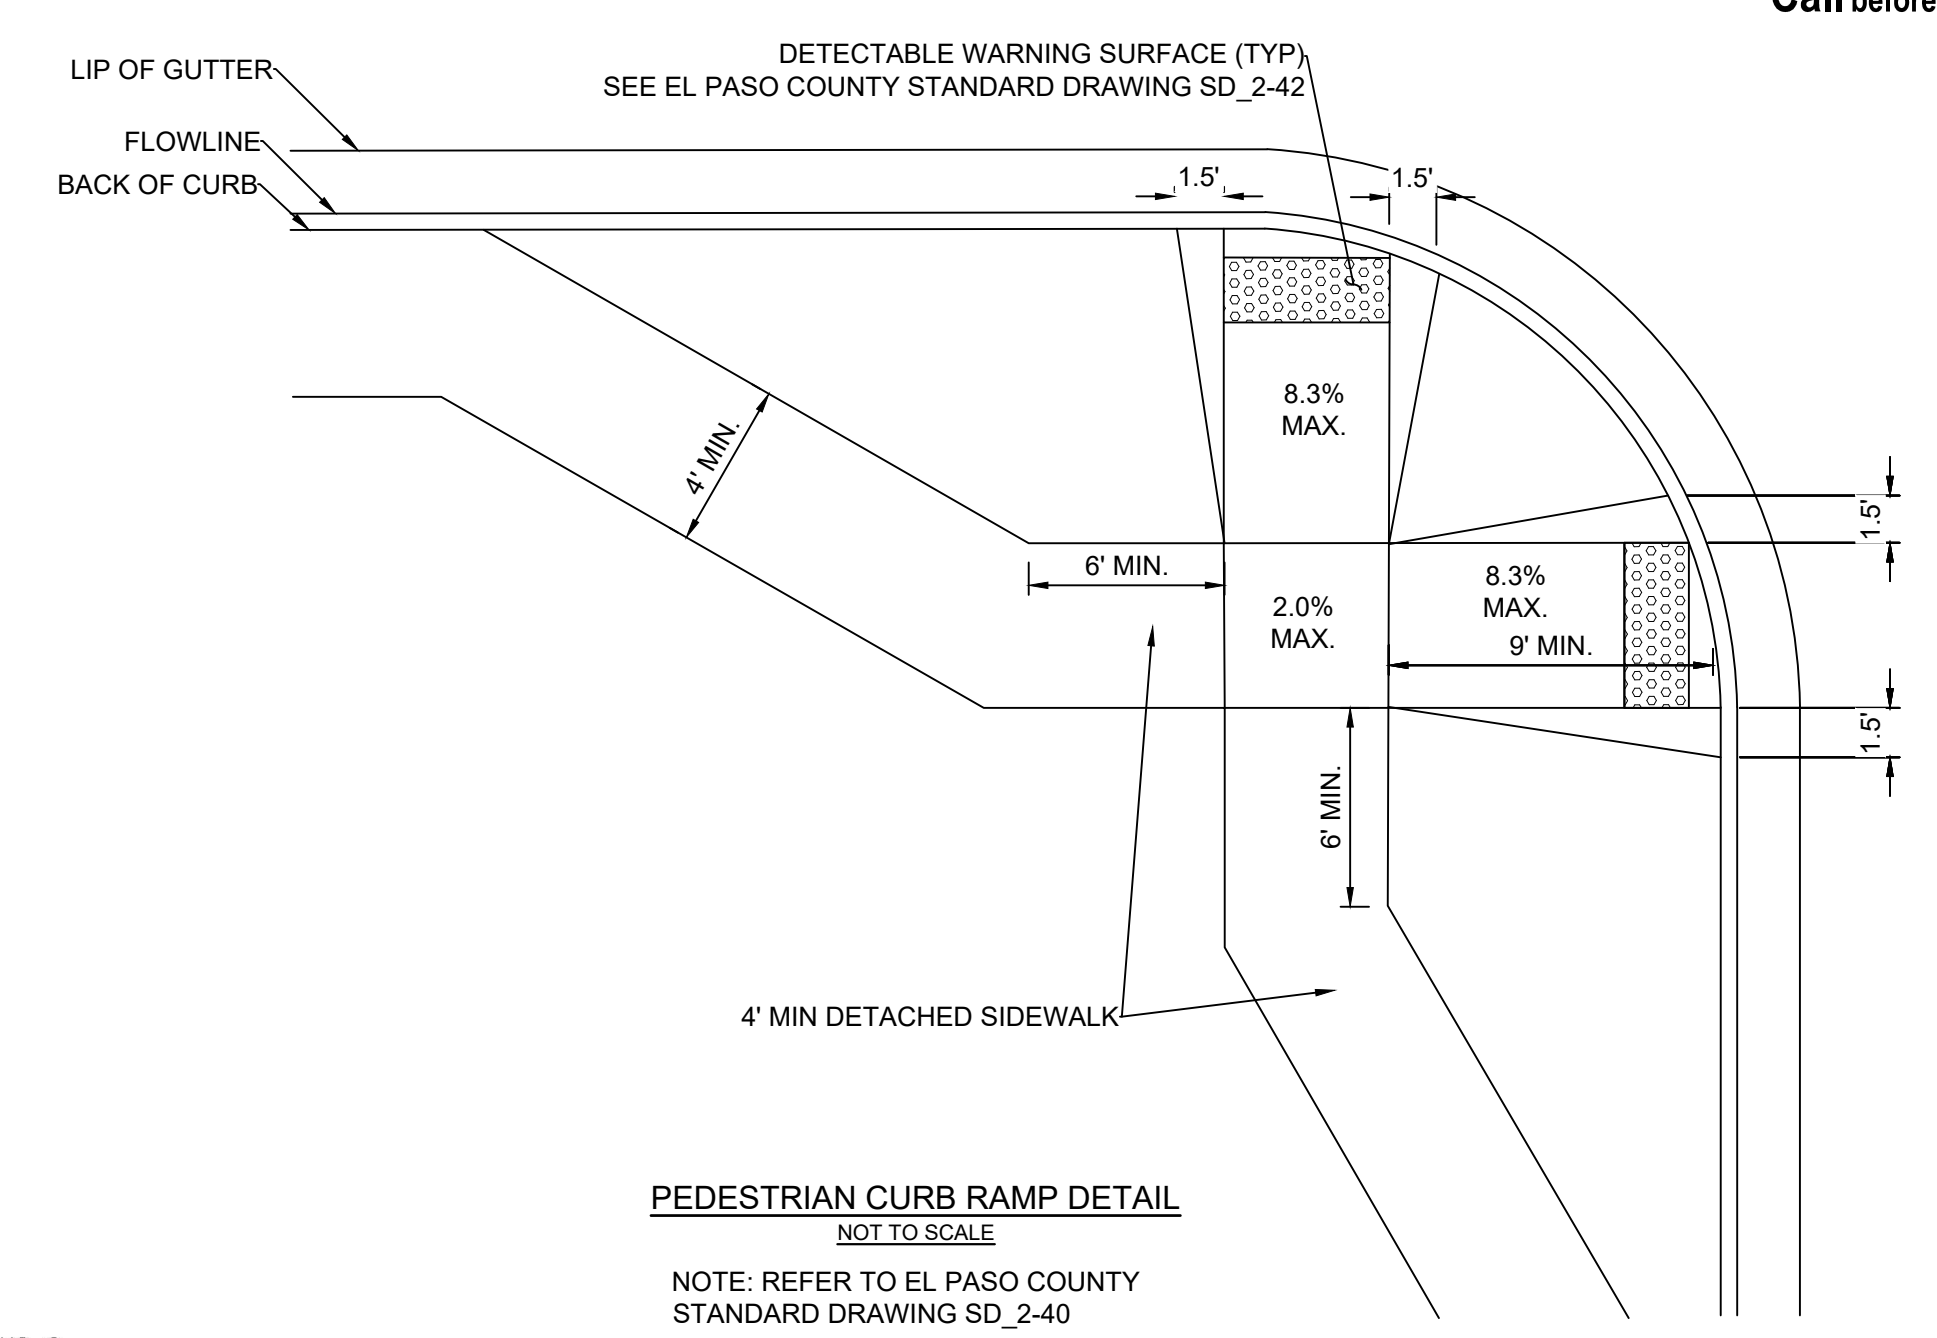 Call before
DETECTABLE WARNING SURFACE (TYP)
SEE EL PASO COUNTY STANDARD DRAWING SD_2-42
LIP OF GUTTER
FLOWLINE
BACK OF CURB
1.5'
1.5'
8.3%
MAX.
4' MIN.
1.5'
6' MIN.
8.3%
MAX.
2.0%
MAX.
9' MIN.
1.5'
6' MIN.
4' MIN DETACHED SIDEWALK
PEDESTRIAN CURB RAMP DETAIL
NOT TO SCALE
NOTE: REFER TO EL PASO COUNTY
STANDARD DRAWING SD_2-40